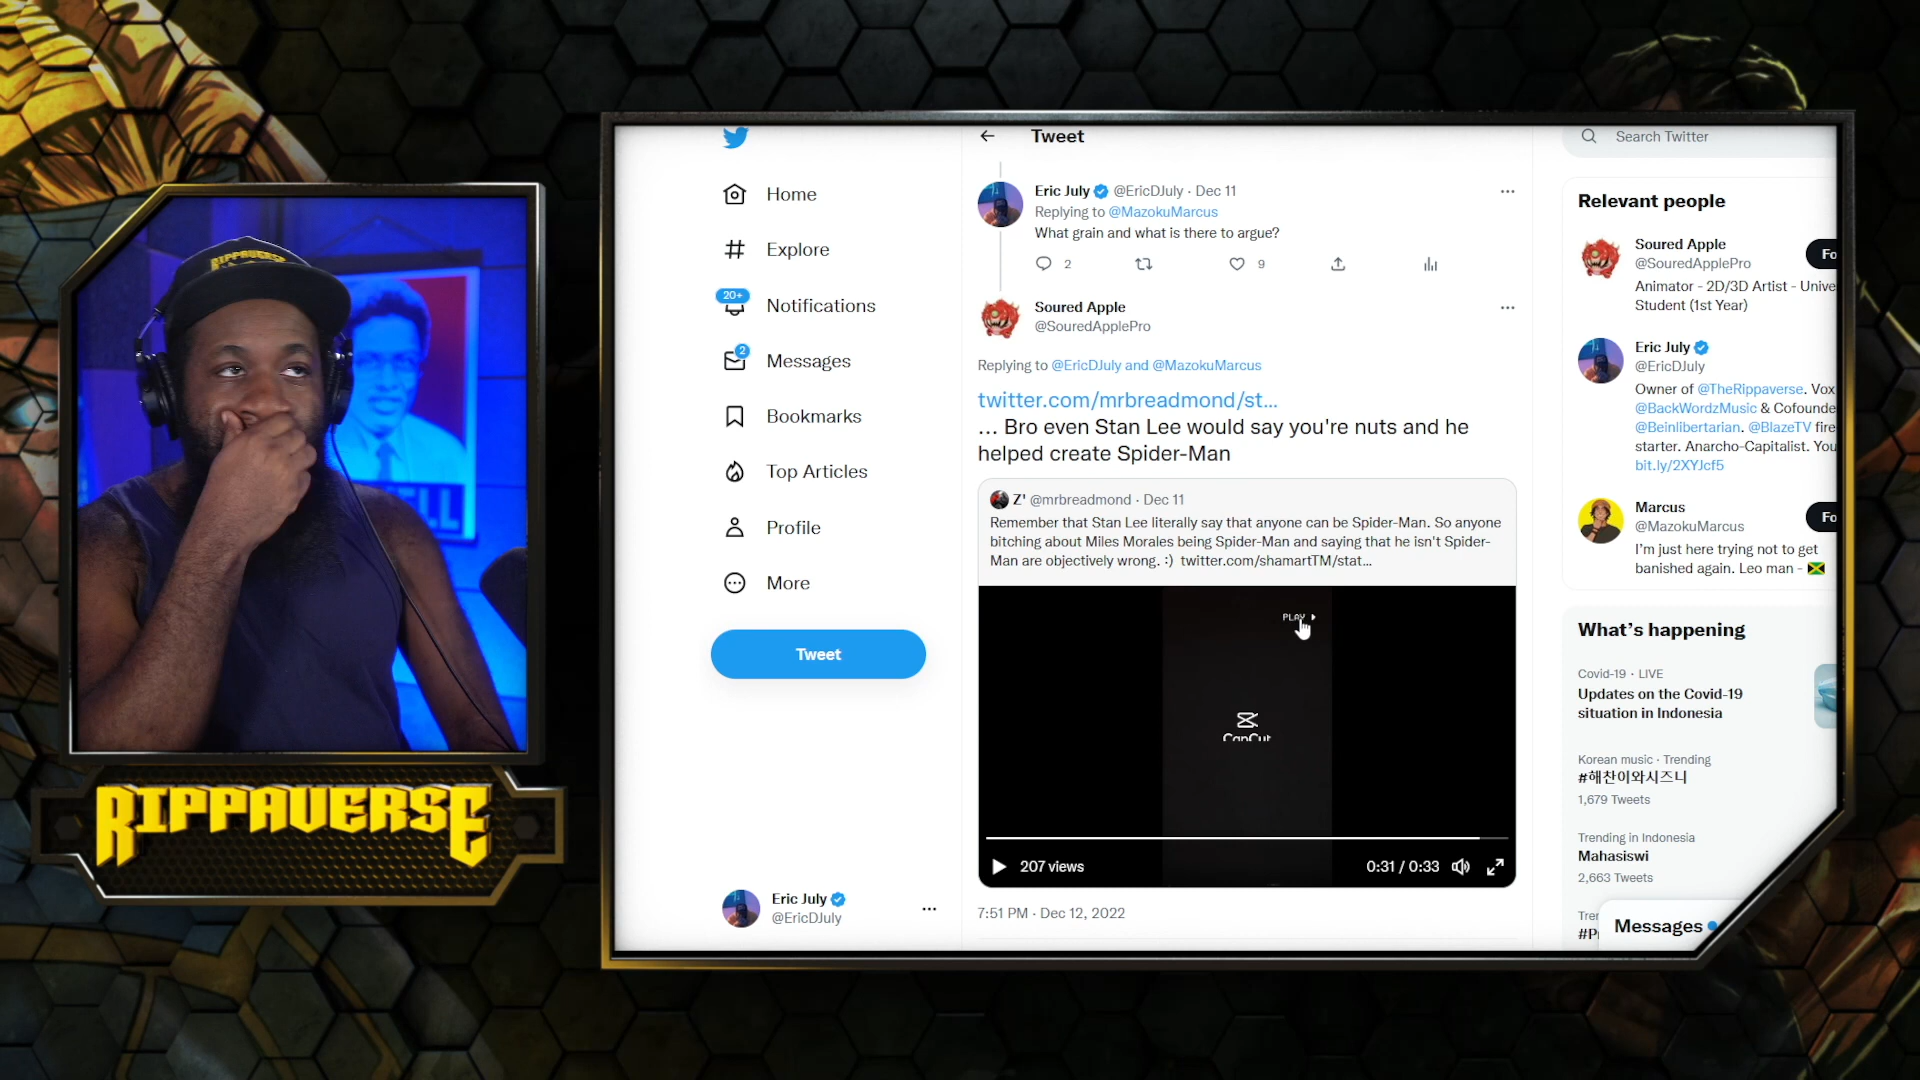 RIPPAVERSE
RIPPAVERSE
Home
Explore
20+
Notifications
2
Messages
Bookmarks
Top Articles
Profile
More
Tweet
Eric July
@EricDJuly
Tweet
Eric July @EricDJuly · Dec 11
Replying to @MazokuMarcus
What grain and what is there to argue?
2
9
Soured Apple
@SouredApplePro
Replying to @EricDJuly and @MazokuMarcus
twitter.com/mrbreadmond/st...
... Bro even Stan Lee would say you're nuts and he
helped create Spider-Man
Z' @mrbreadmond · Dec 11
Remember that Stan Lee literally say that anyone can be Spider-Man. So anyone
bitching about Miles Morales being Spider-Man and saying that he isn't Spider-
Man are objectively wrong. :) twitter.com/shamartTM/stat...
PLAY
CapCut
207 views
0:31 / 0:33
7:51 PM · Dec 12, 2022
Search Twitter
Relevant people
Soured Apple
@SouredApplePro
Fo
Animator - 2D/3D Artist - Unive
Student (1st Year)
Eric July
@EricDJuly
Owner of @TheRippaverse. Vox
@BackWordzMusic & Cofounde
@Beinlibertarian. @BlazeTV fire
starter. Anarcho-Capitalist. You
bit.ly/2XYJcf5
Marcus
@MazokuMarcus
Fo
I'm just here trying not to get
banished again. Leo man -
What's happening
Covid-19 · LIVE
Updates on the Covid-19
situation in Indonesia
Korean music · Trending
#해찬이와시즈니
1,679 Tweets
Trending in Indonesia
Mahasiswi
2,663 Tweets
Messages